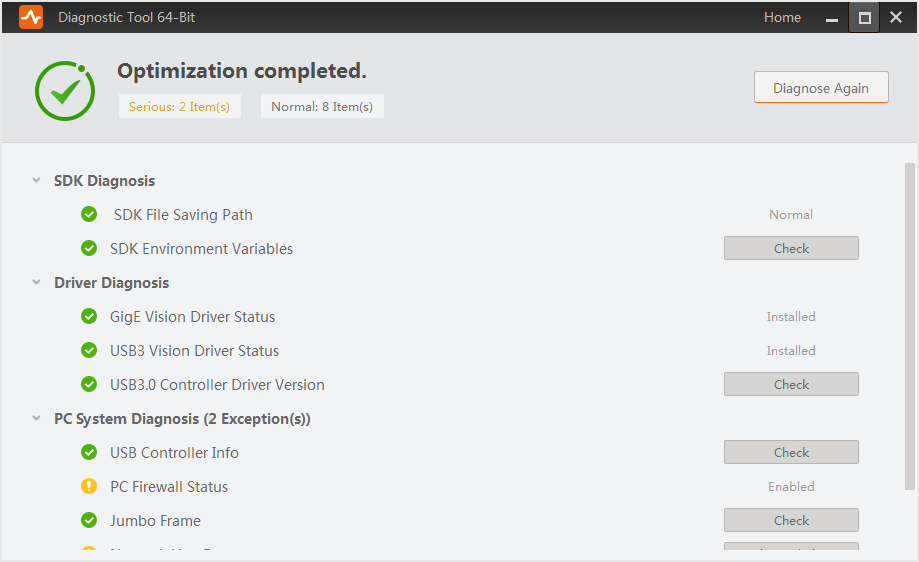 Diagnostic Tool 64-Bit
Home
Optimization completed.
Serious: 2 Item(s)
Normal: 8 Item(s)
Diagnose Again
SDK Diagnosis
SDK File Saving Path
Normal
SDK Environment Variables
Check
Driver Diagnosis
GigE Vision Driver Status
Installed
USB3 Vision Driver Status
Installed
USB3.0 Controller Driver Version
Check
PC System Diagnosis (2 Exception(s))
USB Controller Info
Check
PC Firewall Status
Enabled
Jumbo Frame
Check